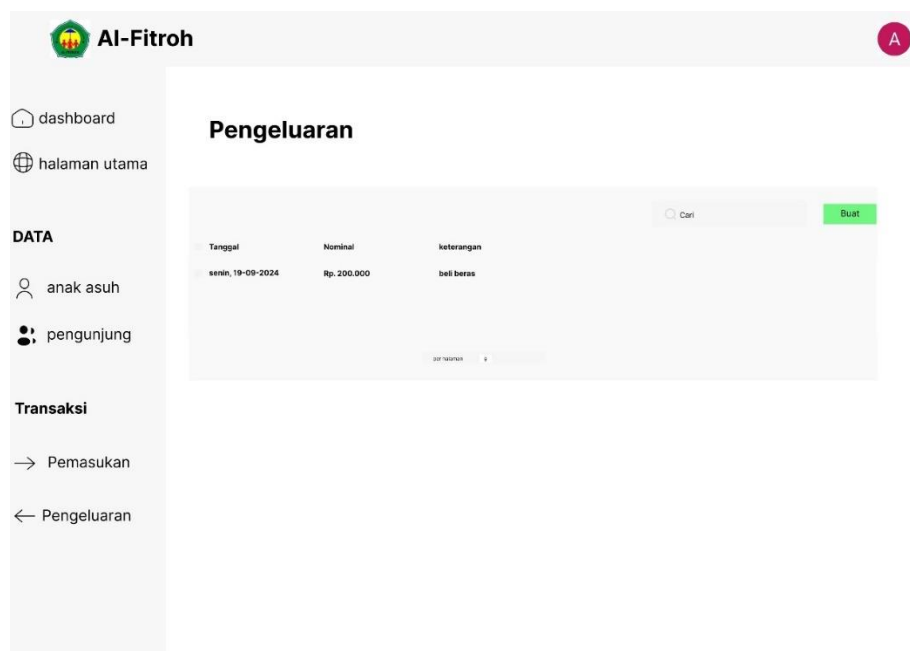 Al-Fitroh
A
dashboard
halaman utama
DATA
anak asuh
pengunjung
Transaksi
Pemasukan
Pengeluaran
Pengeluaran
Cari
Buat
Tanggal Nominal keterangan
senin, 19-09-2024 Rp. 200.000 beli beras